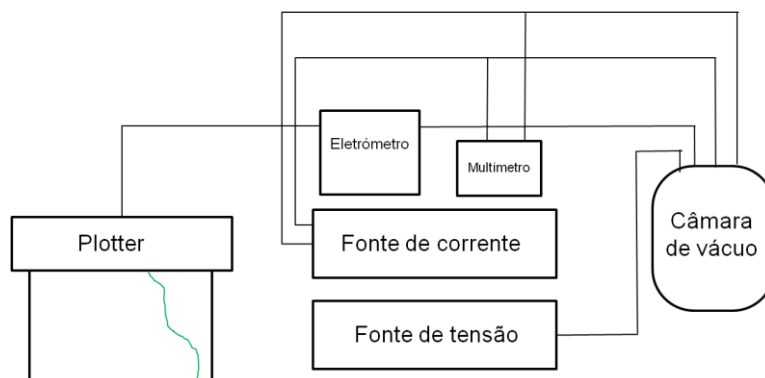 Eletrómetro
Multímetro
Plotter
Fonte de corrente
Câmara
de vácuo
Fonte de tensão